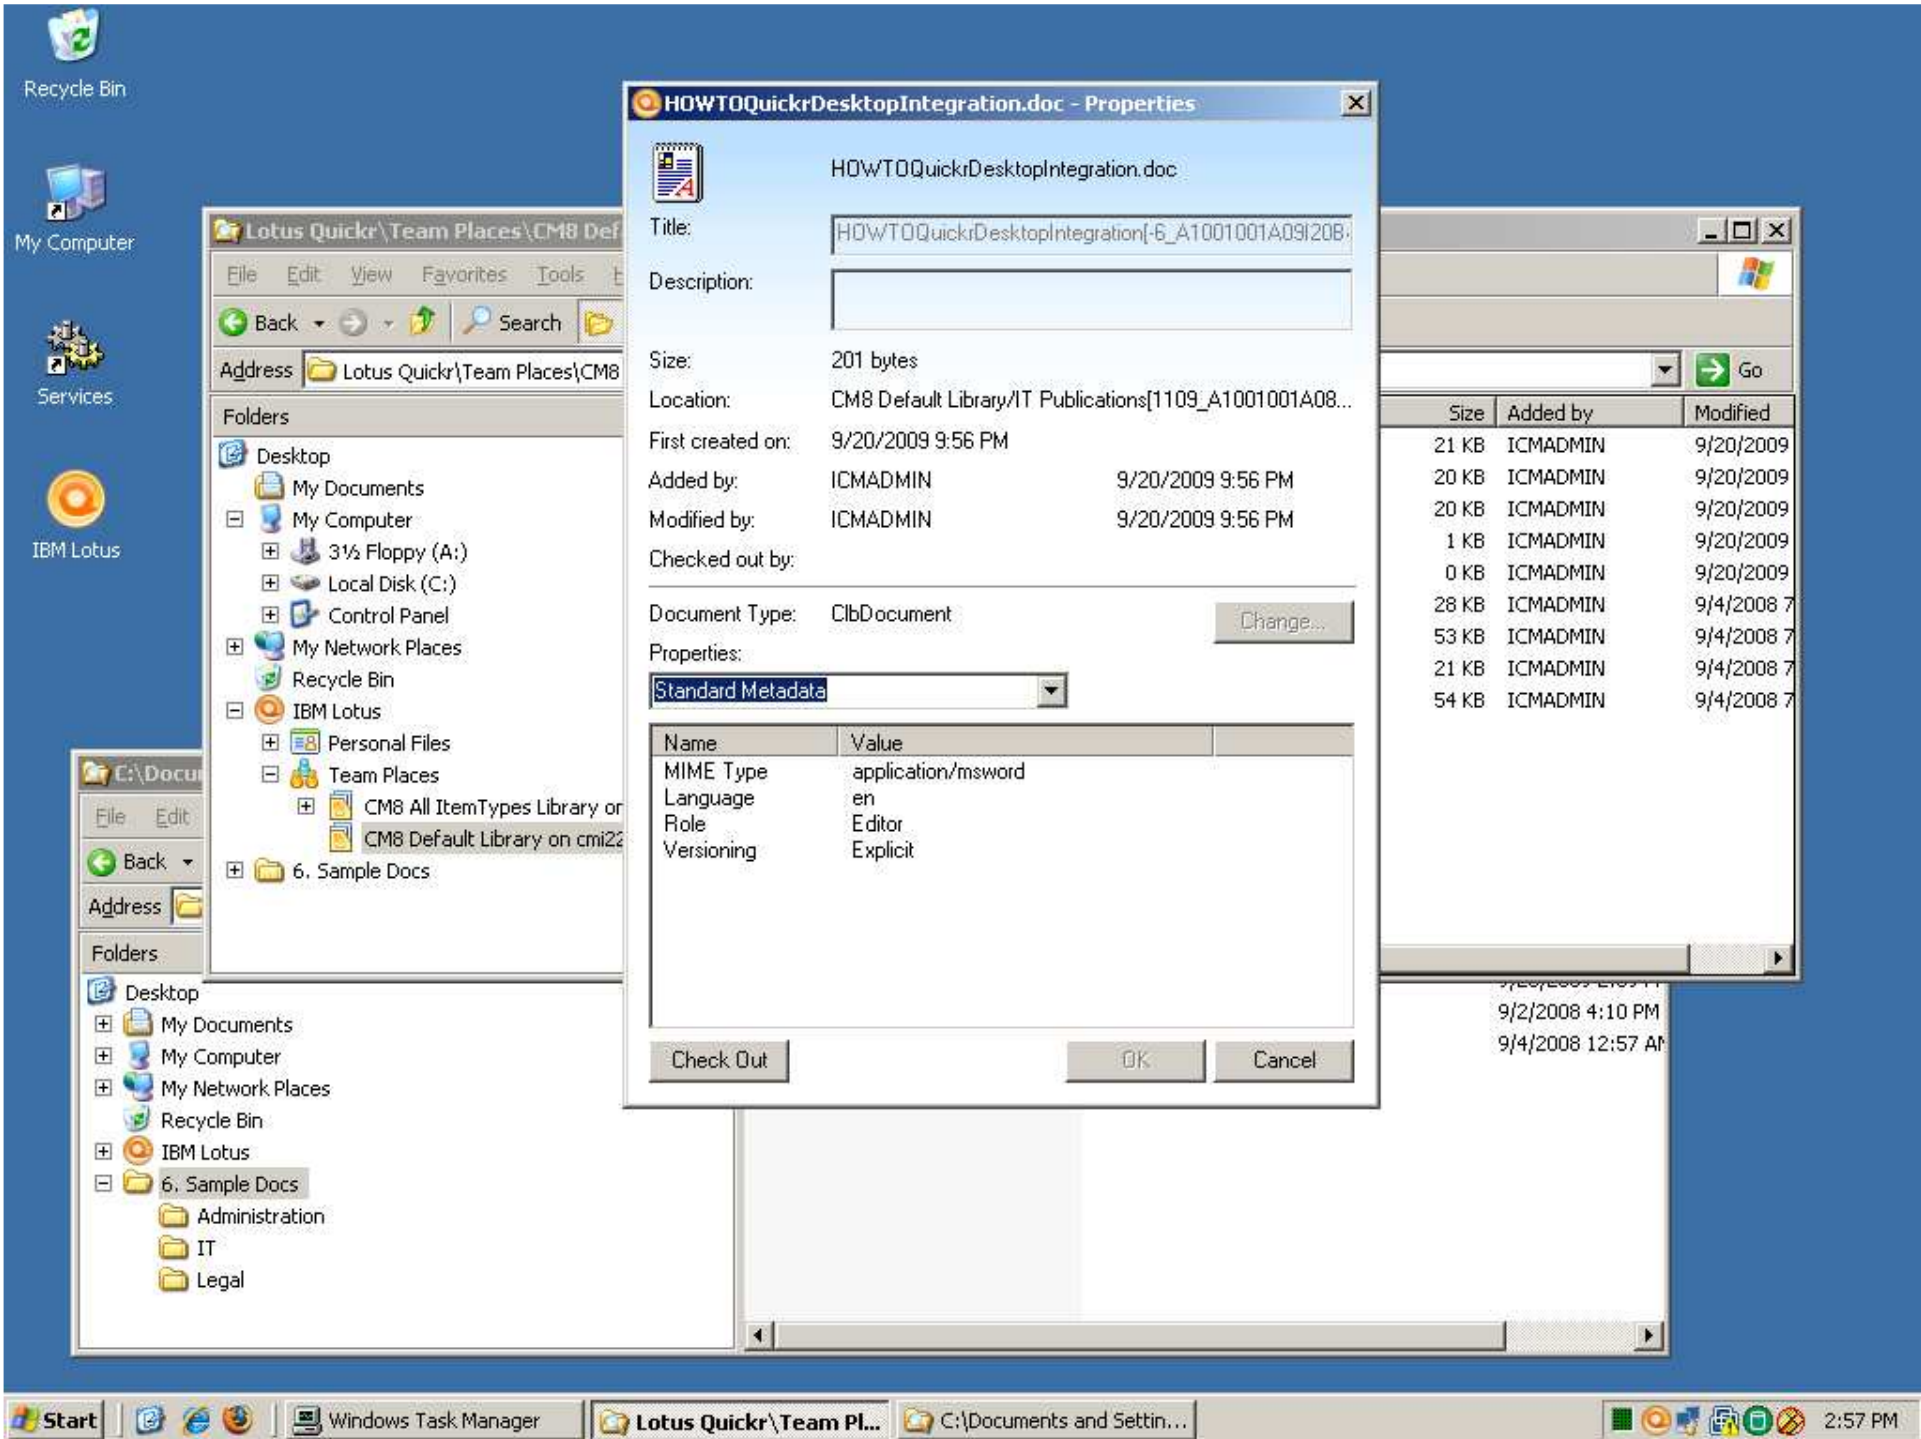 Recycle Bin
My Computer
Services
IBM Lotus
HOWTOQuickrDesktopIntegration.doc - Properties
HOWTOQuickrDesktopIntegration.doc
Title: HOWTOQuickrDesktopIntegration[-6_A1001001A09I20B
Description:
Size: 201 bytes
Location: CM8 Default Library/IT Publications[1109_A1001001A08...
First created on: 9/20/2009 9:56 PM
Added by: ICMADMIN 9/20/2009 9:56 PM
Modified by: ICMADMIN 9/20/2009 9:56 PM
Checked out by:
Document Type: ClbDocument Change...
Properties:
Standard Metadata
Name Value
MIME Type application/msword
Language en
Role Editor
Versioning Explicit
Check Out OK Cancel
Lotus Quickr\Team Places\CM8 Def
File Edit View Favorites Tools
Back Search
Address Lotus Quickr\Team Places\CM8 Go
Folders
Desktop
My Documents
My Computer
3½ Floppy (A:)
Local Disk (C:)
Control Panel
My Network Places
Recycle Bin
IBM Lotus
Personal Files
Team Places
CM8 All ItemTypes Library or
CM8 Default Library on cmi22
6. Sample Docs
Size Added by Modified
21 KB ICMADMIN 9/20/2009
20 KB ICMADMIN 9/20/2009
20 KB ICMADMIN 9/20/2009
1 KB ICMADMIN 9/20/2009
0 KB ICMADMIN 9/20/2009
28 KB ICMADMIN 9/4/2008 7
53 KB ICMADMIN 9/4/2008 7
21 KB ICMADMIN 9/4/2008 7
54 KB ICMADMIN 9/4/2008 7
C:\Docu
File Edit
Back
Address
Folders
Desktop
My Documents
My Computer
My Network Places
Recycle Bin
IBM Lotus
6. Sample Docs
Administration
IT
Legal
9/2/2008 4:10 PM
9/4/2008 12:57 AM
Start Windows Task Manager Lotus Quickr\Team Pl... C:\Documents and Settin... 2:57 PM